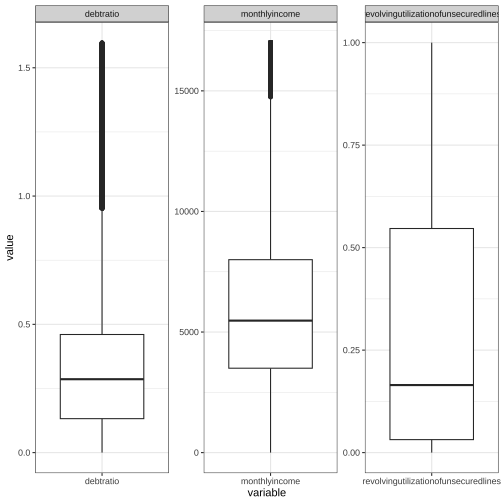 debtratio
monthlyincome
evolvingutilizationofunsecuredlines
value
1.5
1.0
0.5
0.0
15000
10000
5000
0
1.00
0.75
0.50
0.25
0.00
debtratio
monthlyincome
revolvingutilizationofunsecuredlines
variable